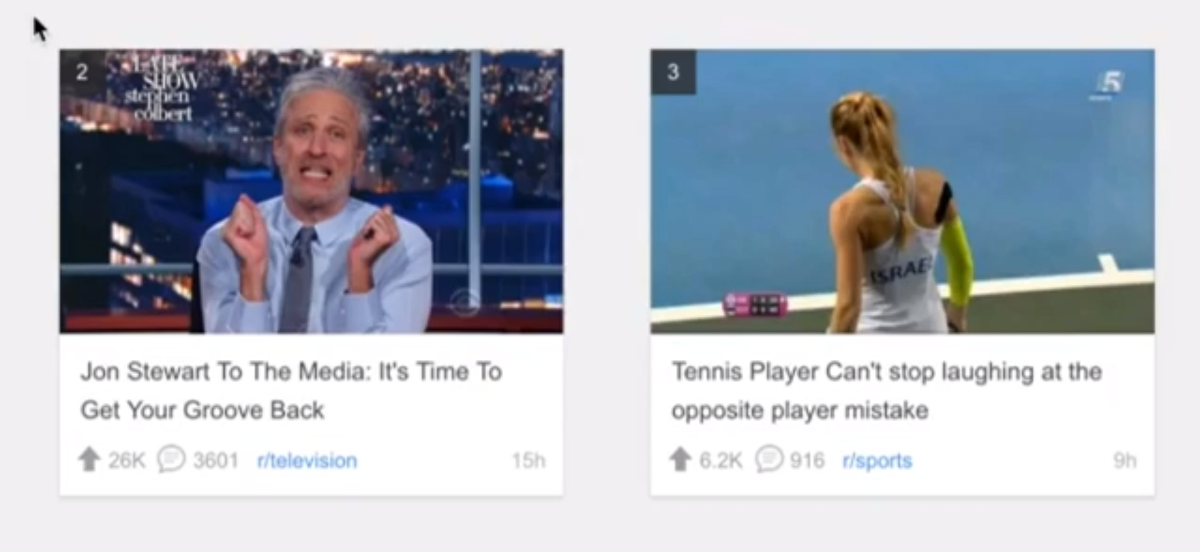 2
LATE
SHOW
stephen
colbert
Jon Stewart To The Media: It's Time To
Get Your Groove Back
26K 3601 r/television 15h
3
5
ISRAEL
Tennis Player Can't stop laughing at the
opposite player mistake
6.2K 916 r/sports 9h